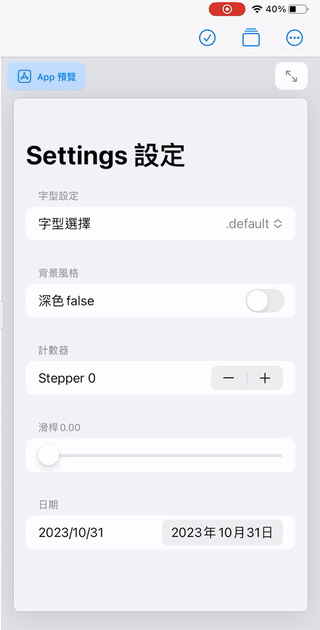 40%
App 預覽
Settings 設定
字型設定
字型選擇 .default
背景風格
深色 false
計數器
Stepper 0
滑桿 0.00
日期
2023/10/31 2023年10月31日